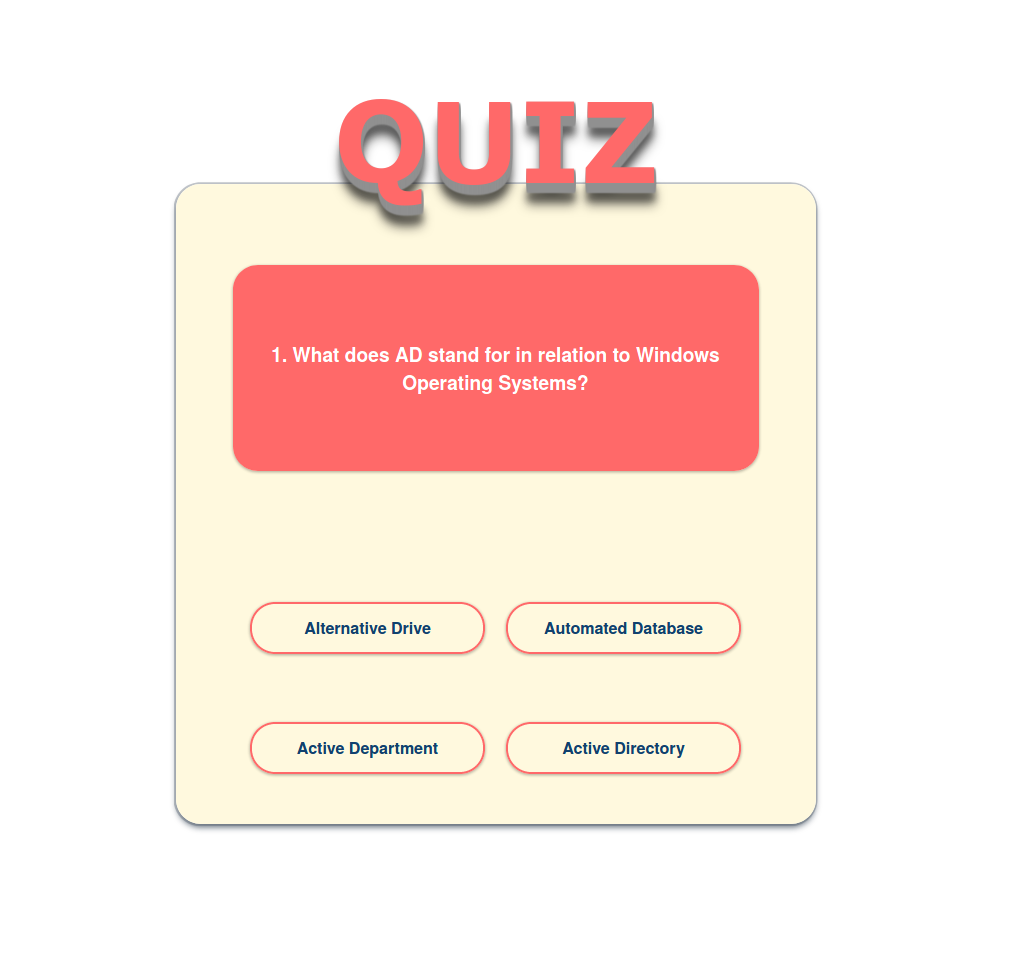 QUIZ
1. What does AD stand for in relation to Windows
Operating Systems?
Alternative Drive
Automated Database
Active Department
Active Directory